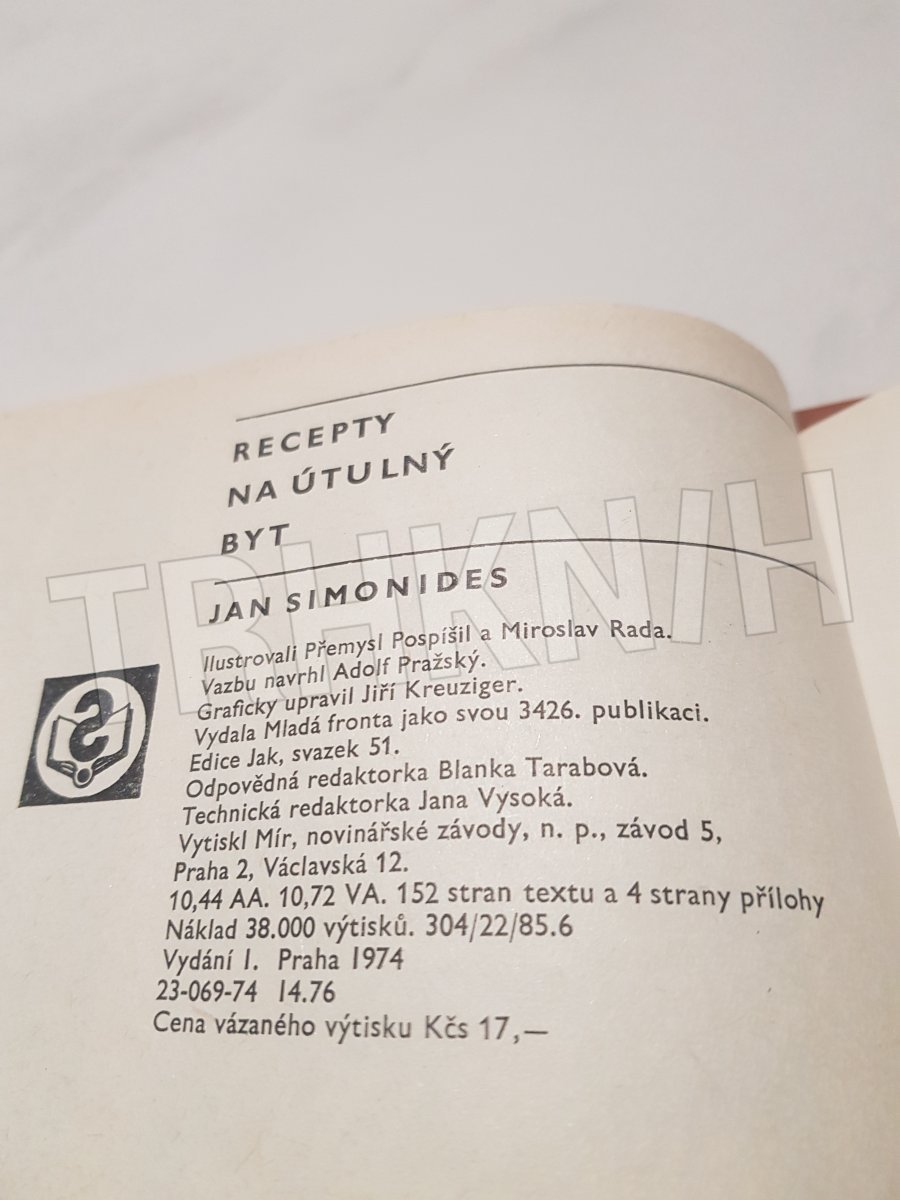 RECEPTY
NA ÚTULNÝ
BYT
JAN SIMONIDES
Ilustrovali Přemysl Pospíšil a Miroslav Rada.
Vazbu navrhl Adolf Pražský.
Graficky upravil Jiří Kreuziger.
Vydala Mladá fronta jako svou 3426. publikaci.
Edice Jak, svazek 51.
Odpovědná redaktorka Blanka Tarabová.
Technická redaktorka Jana Vysoká.
Vytiskl Mír, novinářské závody, n. p., závod 5,
Praha 2, Václavská 12.
10,44 AA. 10,72 VA. 152 stran textu a 4 strany přílohy
Náklad 38.000 výtisků. 304/22/85.6
Vydání I. Praha 1974
23-069-74 14.76
Cena vázaného výtisku Kčs 17,—
TRHKN/H